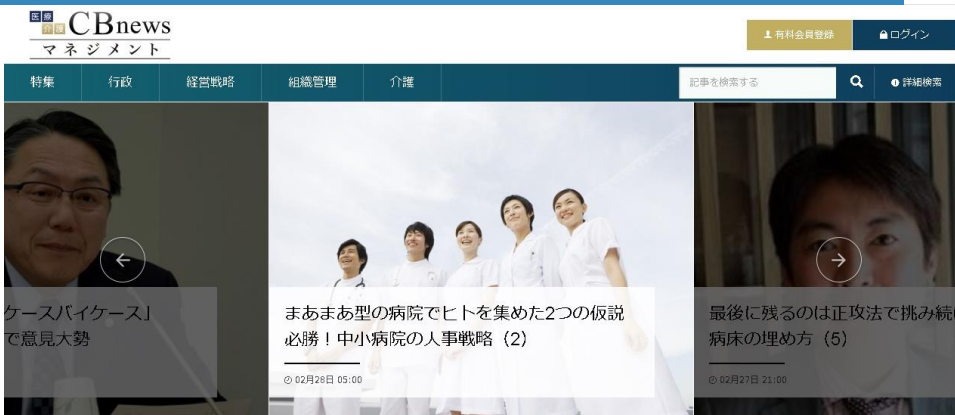 医療
介護
CBnews
マネジメント
有料会員登録
ログイン
特集
行政
経営戦略
組織管理
介護
記事を検索する
詳細検索
ケースバイケース」
で意見大勢
まあまあ型の病院でヒトを集めた2つの仮説
必勝！中小病院の人事戦略（2）
02月28日 05:00
最後に残るのは正攻法で挑み続
病床の埋め方（5）
02月27日 21:00